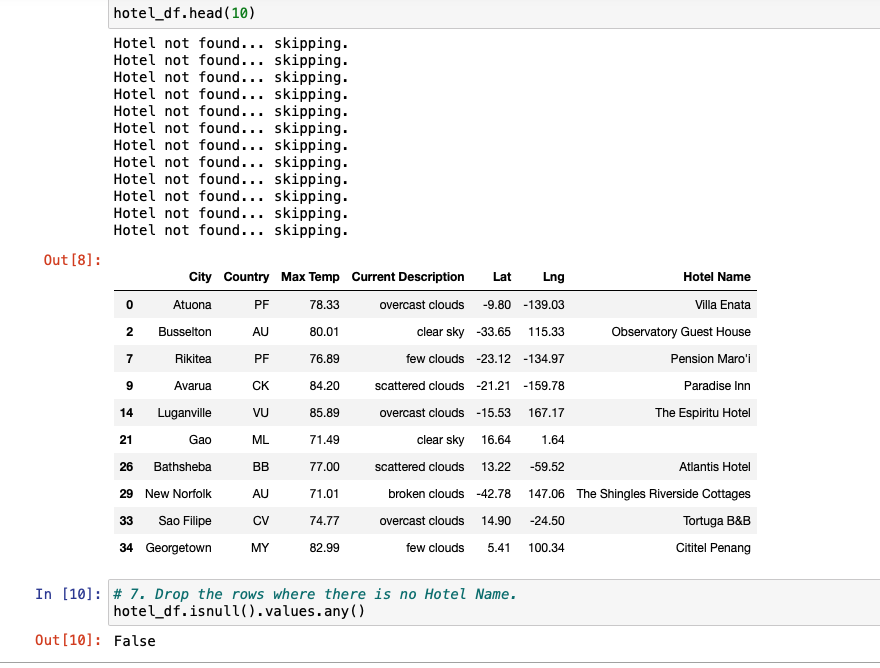 hotel_df.head(10)
Hotel not found... skipping.
Hotel not found... skipping.
Hotel not found... skipping.
Hotel not found... skipping.
Hotel not found... skipping.
Hotel not found... skipping.
Hotel not found... skipping.
Hotel not found... skipping.
Hotel not found... skipping.
Hotel not found... skipping.
Hotel not found... skipping.
Hotel not found... skipping.
Out[8]:
City Country Max Temp Current Description Lat Lng Hotel Name
0 Atuona PF 78.33 overcast clouds -9.80 -139.03 Villa Enata
2 Busselton AU 80.01 clear sky -33.65 115.33 Observatory Guest House
7 Rikitea PF 76.89 few clouds -23.12 -134.97 Pension Maro'i
9 Avarua CK 84.20 scattered clouds -21.21 -159.78 Paradise Inn
14 Luganville VU 85.89 overcast clouds -15.53 167.17 The Espiritu Hotel
21 Gao ML 71.49 clear sky 16.64 1.64
26 Bathsheba BB 77.00 scattered clouds 13.22 -59.52 Atlantis Hotel
29 New Norfolk AU 71.01 broken clouds -42.78 147.06 The Shingles Riverside Cottages
33 Sao Filipe CV 74.77 overcast clouds 14.90 -24.50 Tortuga B&B
34 Georgetown MY 82.99 few clouds 5.41 100.34 Cititel Penang
In [10]: # 7. Drop the rows where there is no Hotel Name.
hotel_df.isnull().values.any()
Out[10]: False